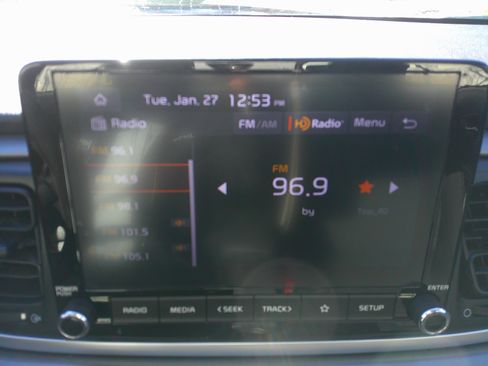 Tue, Jan. 27 12:53 PM
Radio FM/AM HD Radio Menu
FM 96.1
FM 96.9
FM 98.1
FM 101.5
FM 105.1
FM
96.9
by
POWER
PUSH
RADIO MEDIA <SEEK TRACK> SETUP
ENTER